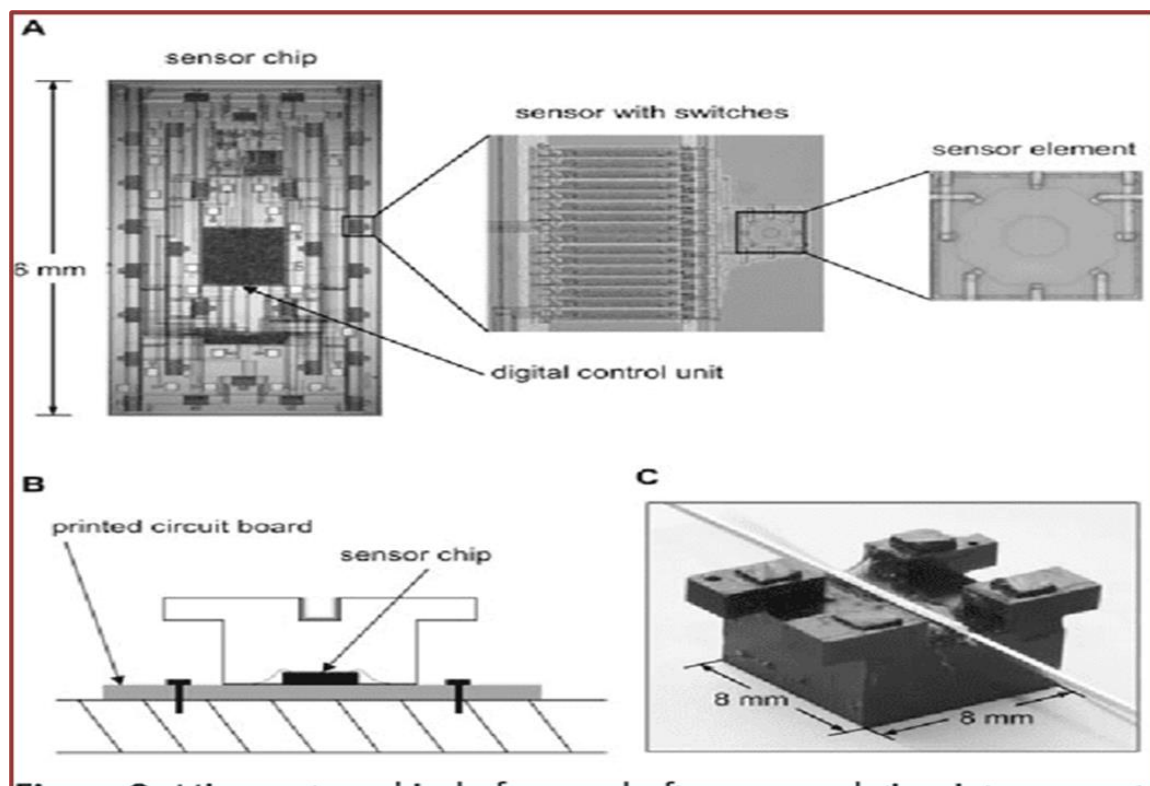 A
sensor chip
sensor with switches
sensor element
6 mm
digital control unit
B
C
printed circuit board
sensor chip
8 mm
8 mm